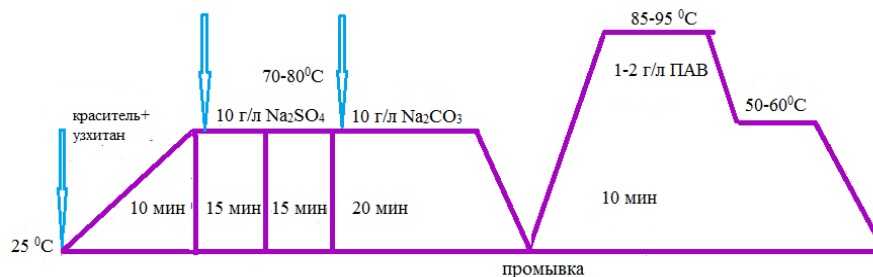 85-95 ⁰C
70-80⁰C
1-2 г/л ПАВ
краситель+
узхитан
10 г/л Na₂SO₄
10 г/л Na₂CO₃
50-60⁰C
10 мин
15 мин
15 мин
20 мин
10 мин
25 ⁰C
промывка